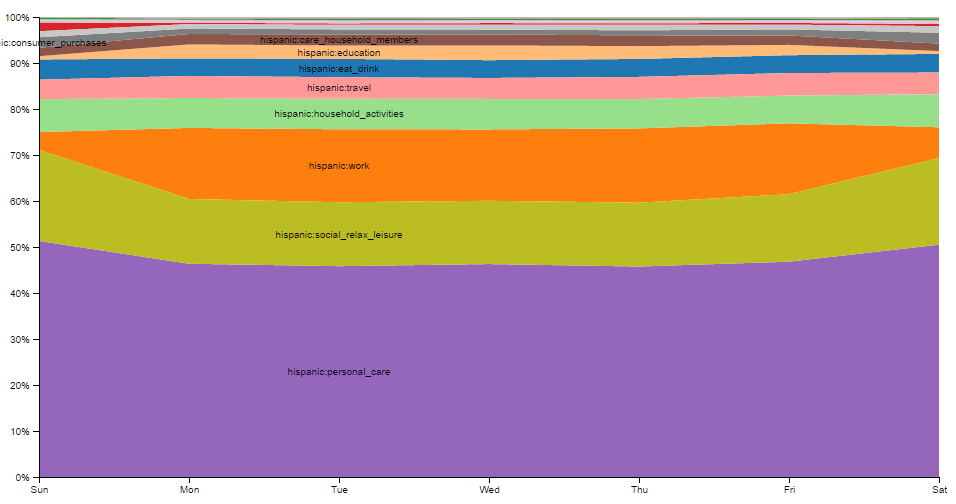 100%
90%
80%
70%
60%
50%
40%
30%
20%
10%
0%
ic:consumer_purchases
hispanic:care_household_members
hispanic:education
hispanic:eat_drink
hispanic:travel
hispanic:household_activities
hispanic:work
hispanic:social_relax_leisure
hispanic:personal_care
Sun Mon Tue Wed Thu Fri Sat